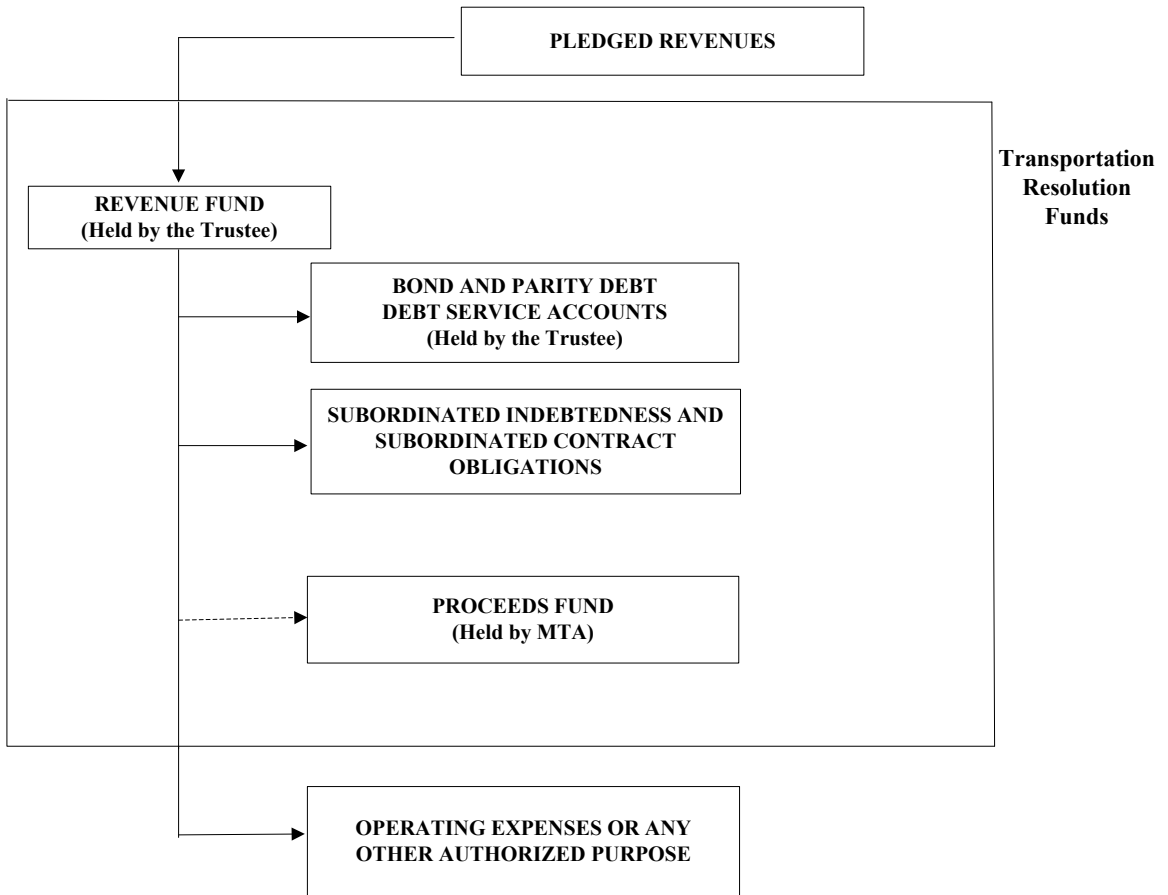 PLEDGED REVENUES
Transportation
Resolution
Funds
REVENUE FUND
(Held by the Trustee)
BOND AND PARITY DEBT
DEBT SERVICE ACCOUNTS
(Held by the Trustee)
SUBORDINATED INDEBTEDNESS AND
SUBORDINATED CONTRACT
OBLIGATIONS
PROCEEDS FUND
(Held by MTA)
OPERATING EXPENSES OR ANY
OTHER AUTHORIZED PURPOSE